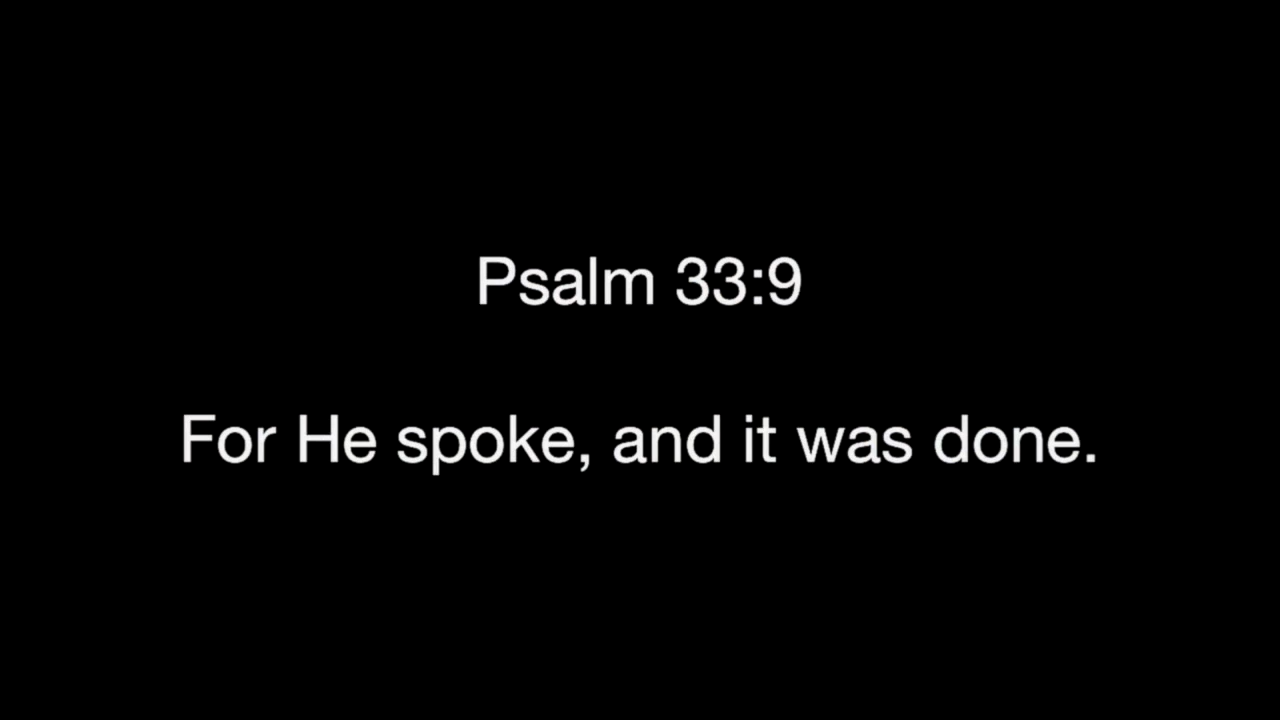 Psalm 33:9
For He spoke, and it was done.